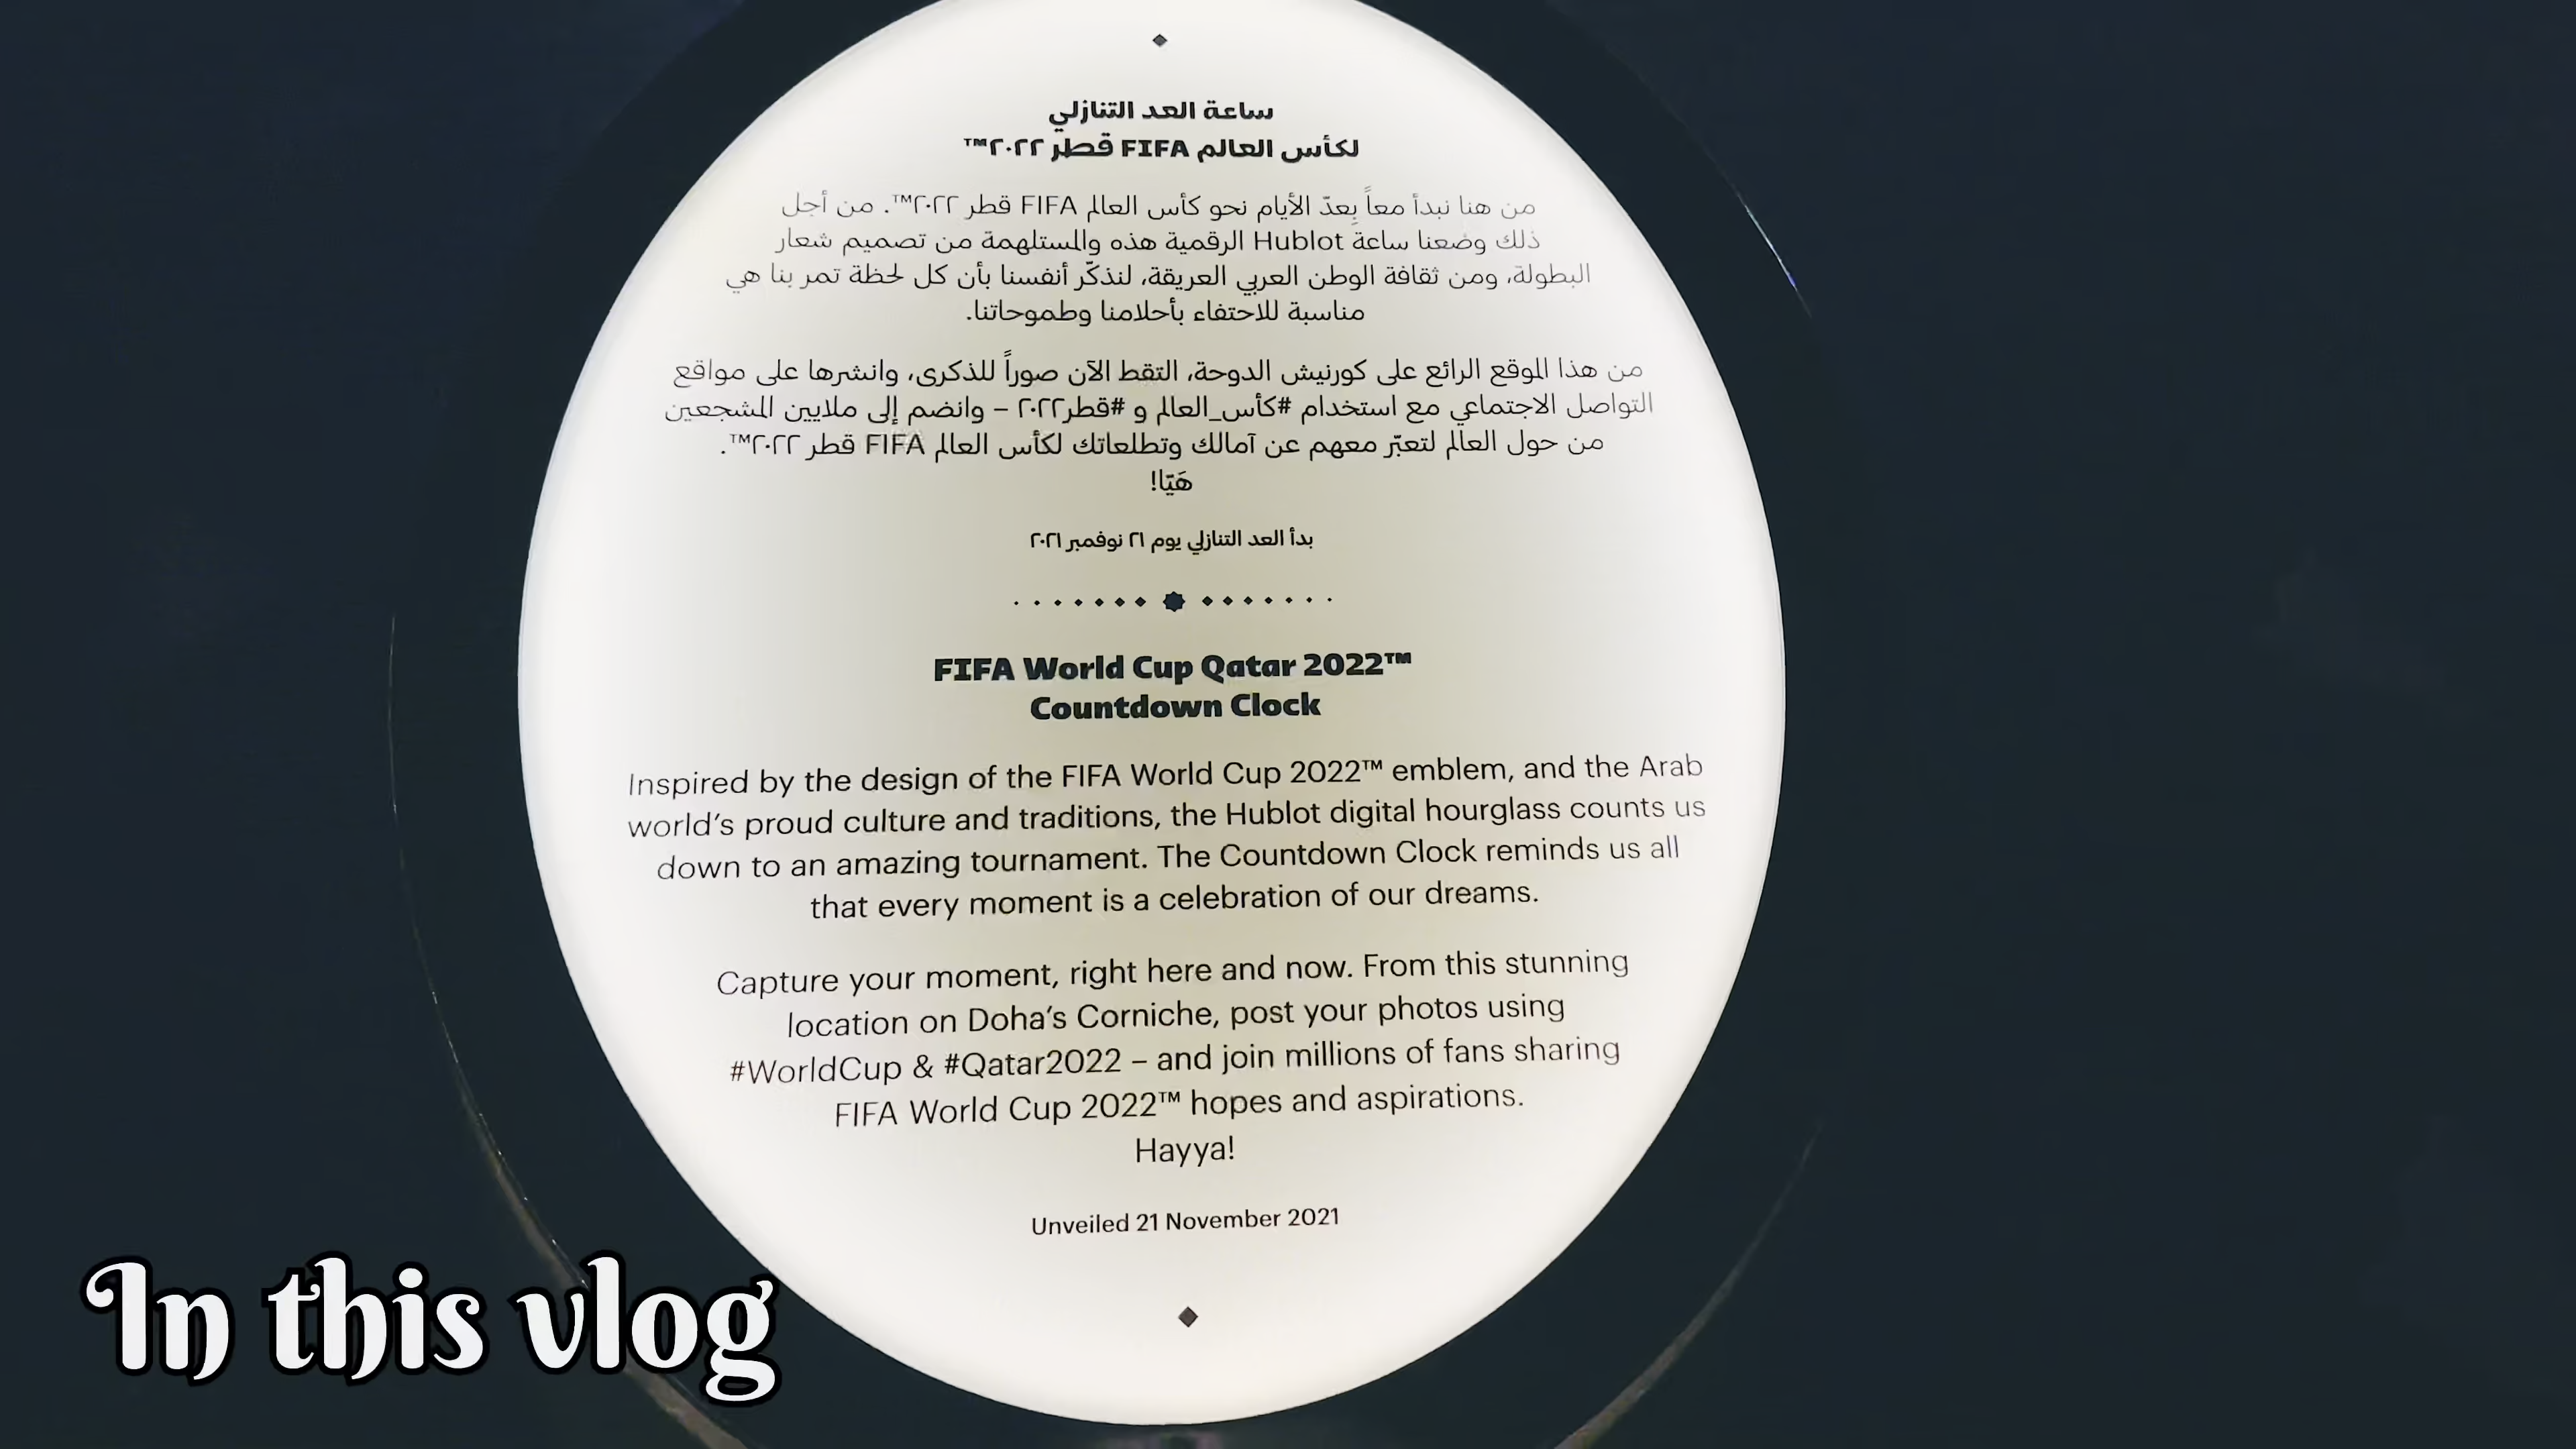 ساعة العد التنازلي
لكأس العالم FIFA قطر ٢٠٢٢™
من هنا نبدأ معاً بِعدّ الأيام نحو كأس العالم FIFA قطر ٢٠٢٢™. من أجل
ذلك وضعنا ساعة Hublot الرقمية هذه والمستلهمة من تصميم شعار
البطولة، ومن ثقافة الوطن العربي العريقة، لنذكّر أنفسنا بأن كل لحظة تمر بنا هي
مناسبة للاحتفاء بأحلامنا وطموحاتنا.
من هذا الموقع الرائع على كورنيش الدوحة، التقط الآن صوراً للذكرى، وانشرها على مواقع
التواصل الاجتماعي مع استخدام #كأس_العالم و #قطر٢٠٢٢ – وانضم إلى ملايين المشجعين
من حول العالم لتعبّر معهم عن آمالك وتطلعاتك لكأس العالم FIFA قطر ٢٠٢٢™.
هَيّا!
بدأ العد التنازلي يوم ٢١ نوفمبر ٢٠٢١
FIFA World Cup Qatar 2022™
Countdown Clock
Inspired by the design of the FIFA World Cup 2022™ emblem, and the Arab
world’s proud culture and traditions, the Hublot digital hourglass counts us
down to an amazing tournament. The Countdown Clock reminds us all
that every moment is a celebration of our dreams.
Capture your moment, right here and now. From this stunning
location on Doha’s Corniche, post your photos using
#WorldCup & #Qatar2022 – and join millions of fans sharing
FIFA World Cup 2022™ hopes and aspirations.
Hayya!
Unveiled 21 November 2021
In this vlog